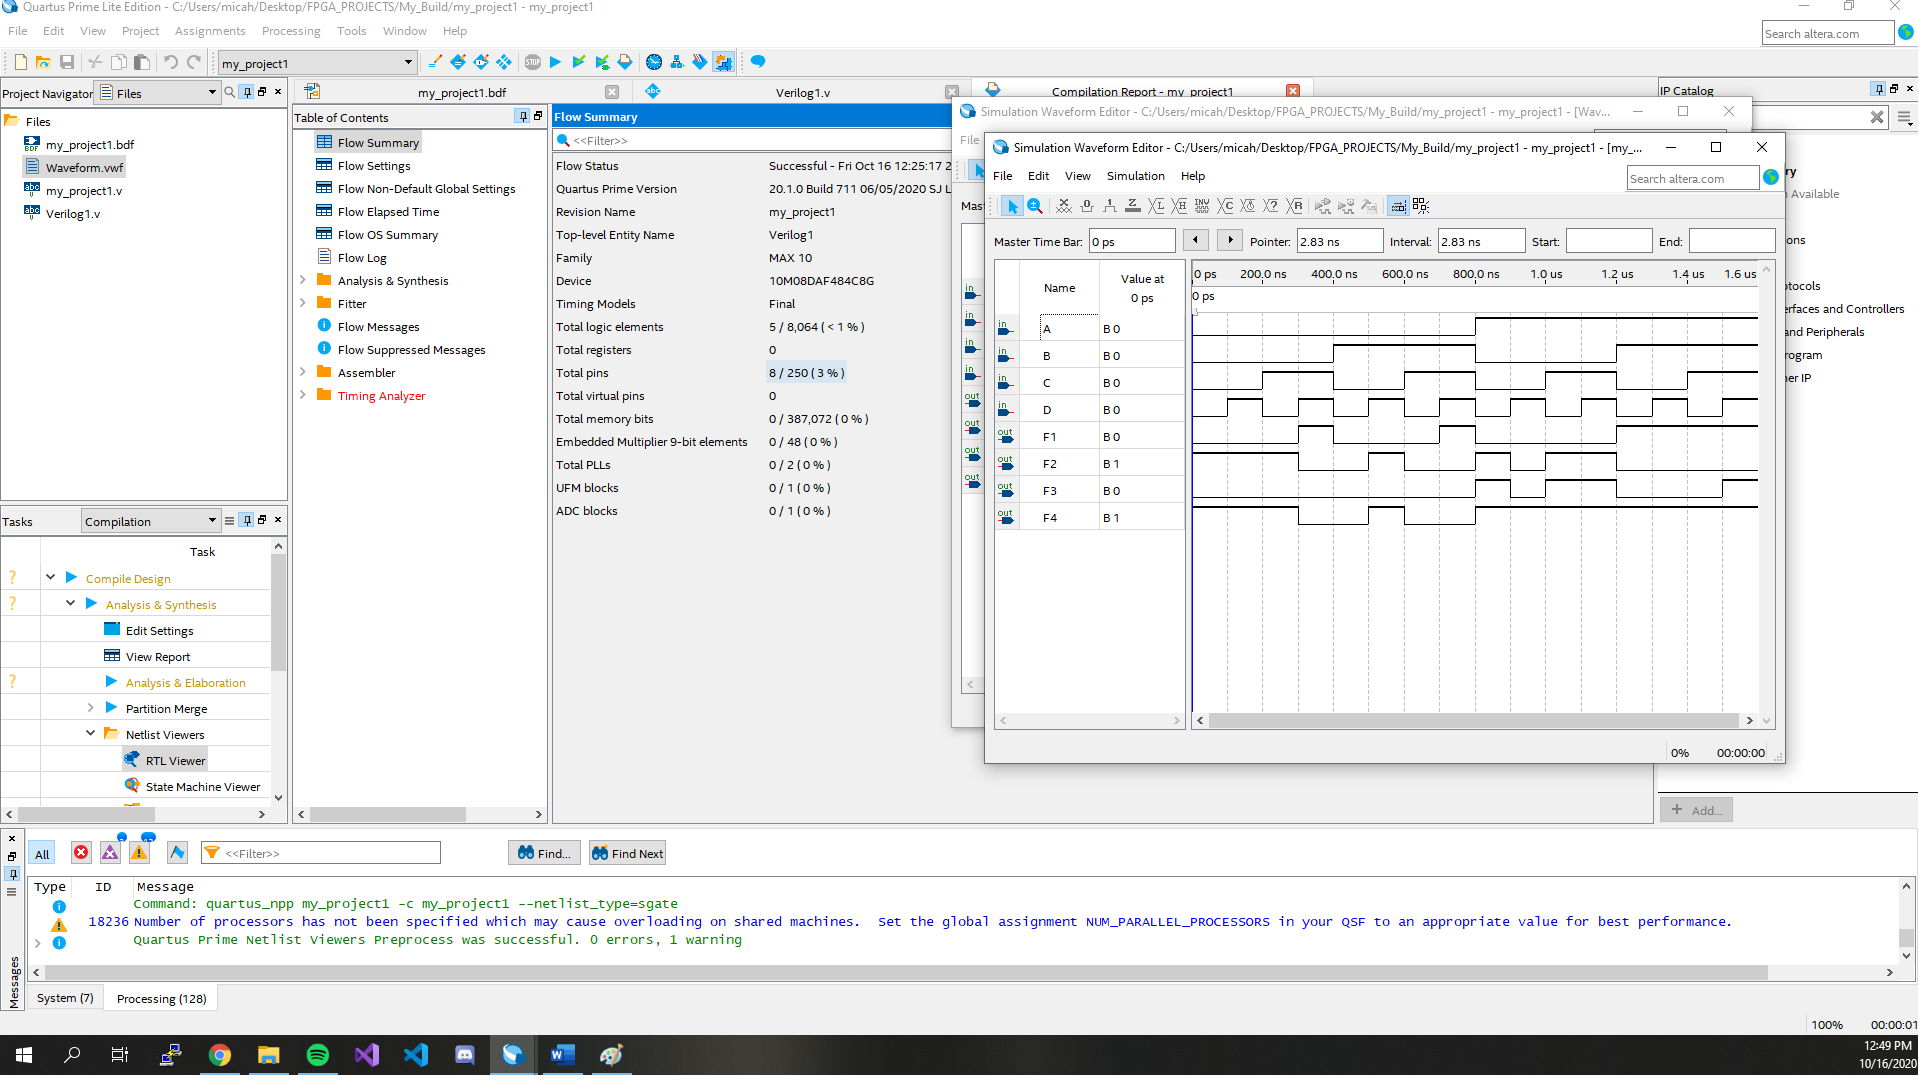 Quartus Prime Lite Edition - C:/Users/micah/Desktop/FPGA_PROJECTS/My_Build/my_project1 - my_project1
File Edit View Project Assignments Processing Tools Window Help
Search altera.com
my_project1
Project Navigator Files
Files
my_project1.bdf
Waveform.vwf
my_project1.v
Verilog1.v
my_project1.bdf
Verilog1.v
Compilation Report - my_project1
Table of Contents
Flow Summary
Flow Settings
Flow Non-Default Global Settings
Flow Elapsed Time
Flow OS Summary
Flow Log
Analysis & Synthesis
Fitter
Flow Messages
Flow Suppressed Messages
Assembler
Timing Analyzer
Flow Summary
<<Filter>>
Flow Status Successful - Fri Oct 16 12:25:17 2
Quartus Prime Version 20.1.0 Build 711 06/05/2020 SJ L
Revision Name my_project1
Top-level Entity Name Verilog1
Family MAX 10
Device 10M08DAF484C8G
Timing Models Final
Total logic elements 5 / 8,064 ( < 1 % )
Total registers 0
Total pins 8 / 250 ( 3 % )
Total virtual pins 0
Total memory bits 0 / 387,072 ( 0 % )
Embedded Multiplier 9-bit elements 0 / 48 ( 0 % )
Total PLLs 0 / 2 ( 0 % )
UFM blocks 0 / 1 ( 0 % )
ADC blocks 0 / 1 ( 0 % )
Simulation Waveform Editor - C:/Users/micah/Desktop/FPGA_PROJECTS/My_Build/my_project1 - my_project1 - [Wav...
File
Mas
in
in
in
in
out
out
out
out
Simulation Waveform Editor - C:/Users/micah/Desktop/FPGA_PROJECTS/My_Build/my_project1 - my_project1 - [my_...
File Edit View Simulation Help
Search altera.com
Master Time Bar: 0 ps Pointer: 2.83 ns Interval: 2.83 ns Start: End:
Name Value at 0 ps
0 ps 200.0 ns 400.0 ns 600.0 ns 800.0 ns 1.0 us 1.2 us 1.4 us 1.6 us
0 ps
in A B 0
in B B 0
in C B 0
in D B 0
out F1 B 0
out F2 B 1
out F3 B 0
out F4 B 1
0% 00:00:00
IP Catalog
ry
Available
ons
otocols
erfaces and Controllers
and Peripherals
rogram
ner IP
Add...
Tasks Compilation
Task
Compile Design
Analysis & Synthesis
Edit Settings
View Report
Analysis & Elaboration
Partition Merge
Netlist Viewers
RTL Viewer
State Machine Viewer
All <<Filter>> Find... Find Next
Type ID Message
Command: quartus_npp my_project1 -c my_project1 --netlist_type=sgate
18236 Number of processors has not been specified which may cause overloading on shared machines. Set the global assignment NUM_PARALLEL_PROCESSORS in your QSF to an appropriate value for best performance.
Quartus Prime Netlist Viewers Preprocess was successful. 0 errors, 1 warning
Messages
System (7) Processing (128)
100% 00:00:01
12:49 PM
10/16/2020